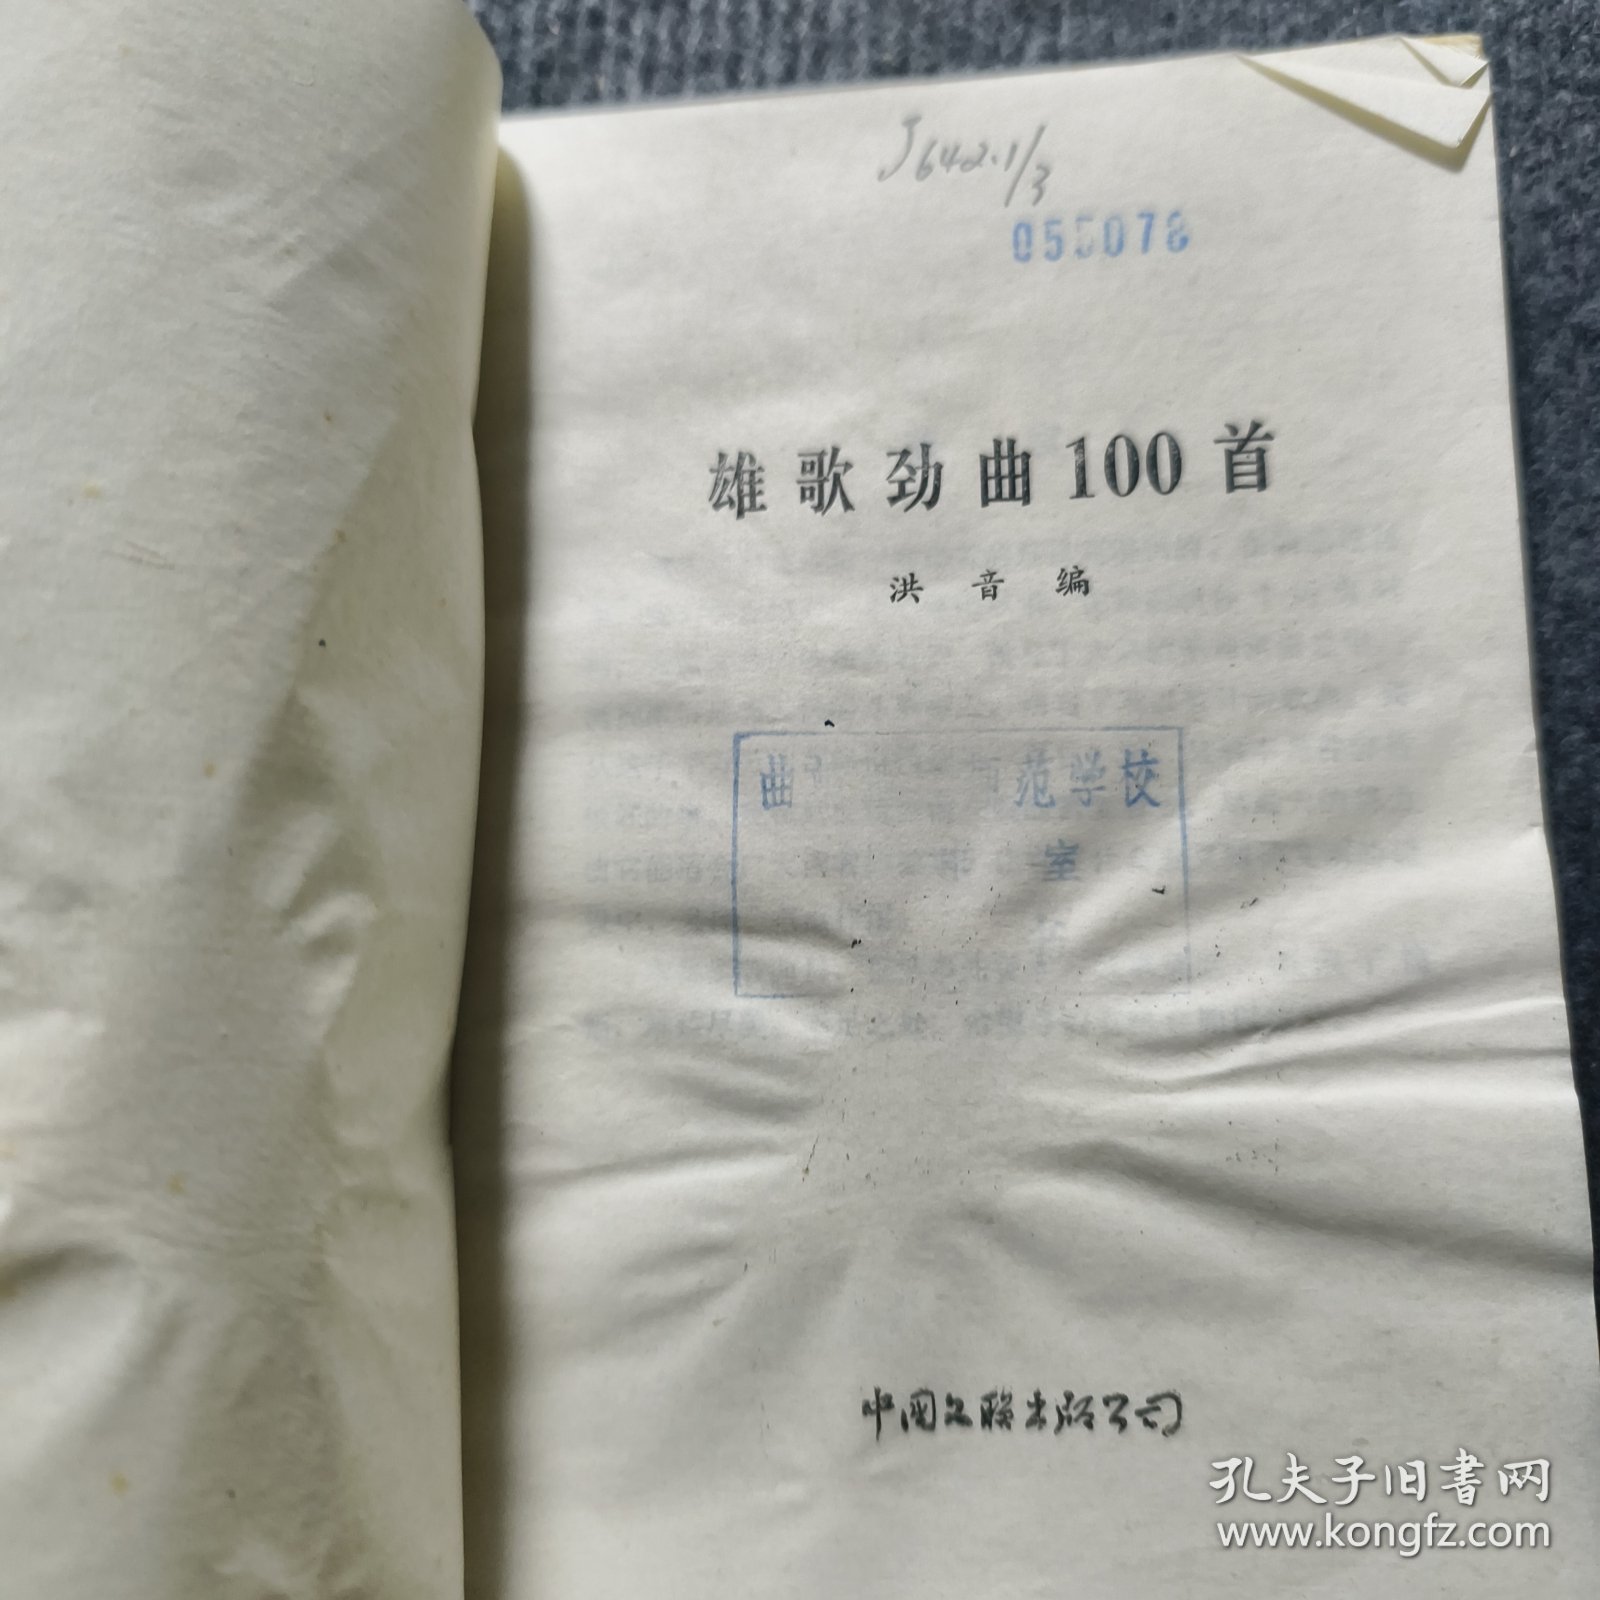 J642.1/3
055078
雄歌劲曲100首
洪音编
曲 范学校
室
中国文联出版公司
孔夫子旧书网
www.kongfz.com